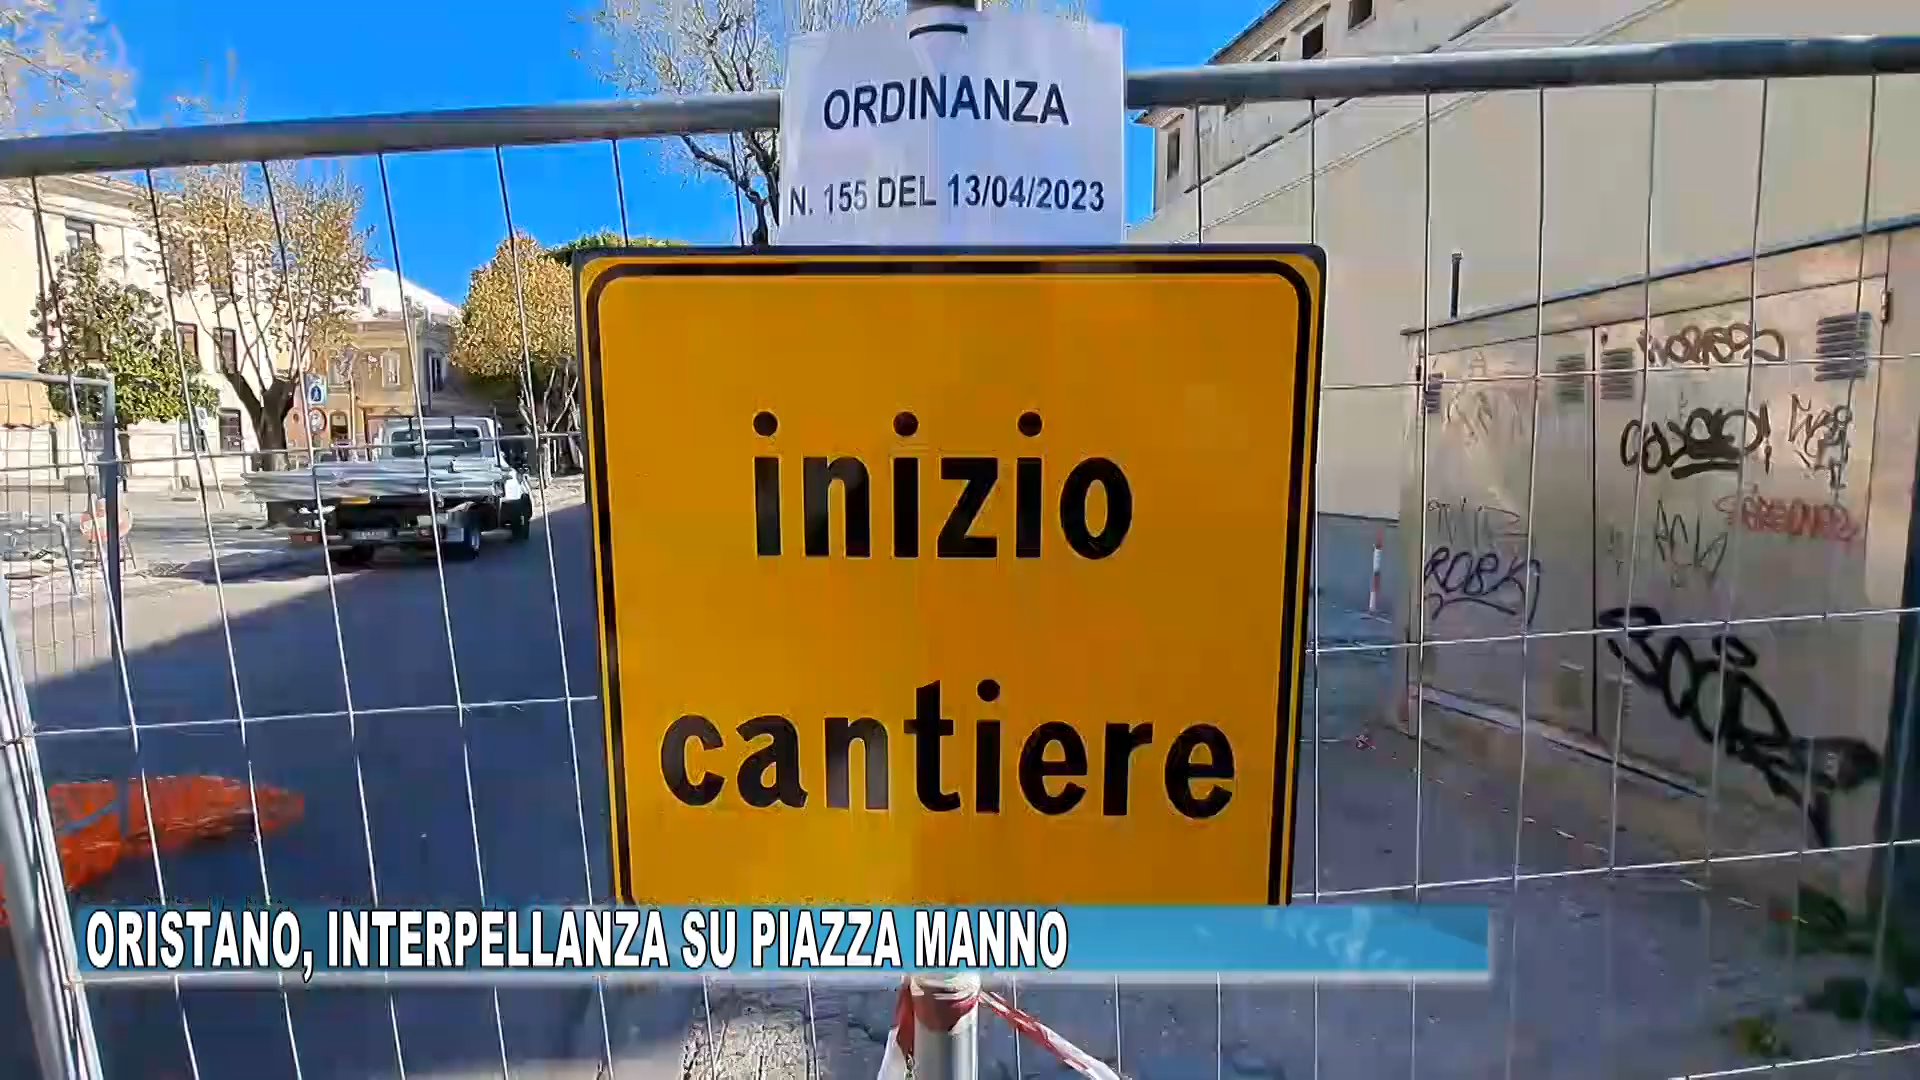 ORDINANZA
N. 155 DEL 13/04/2023
inizio
cantiere
ORISTANO, INTERPELLANZA SU PIAZZA MANNO